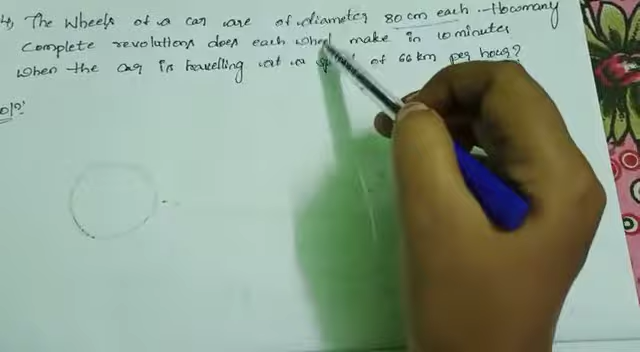 4) The Wheels of a car are of diameter 80 cm each. How many
Complete revolutions does each wheel make in 10 minutes
when the car is travelling at a of 66 km per hour?